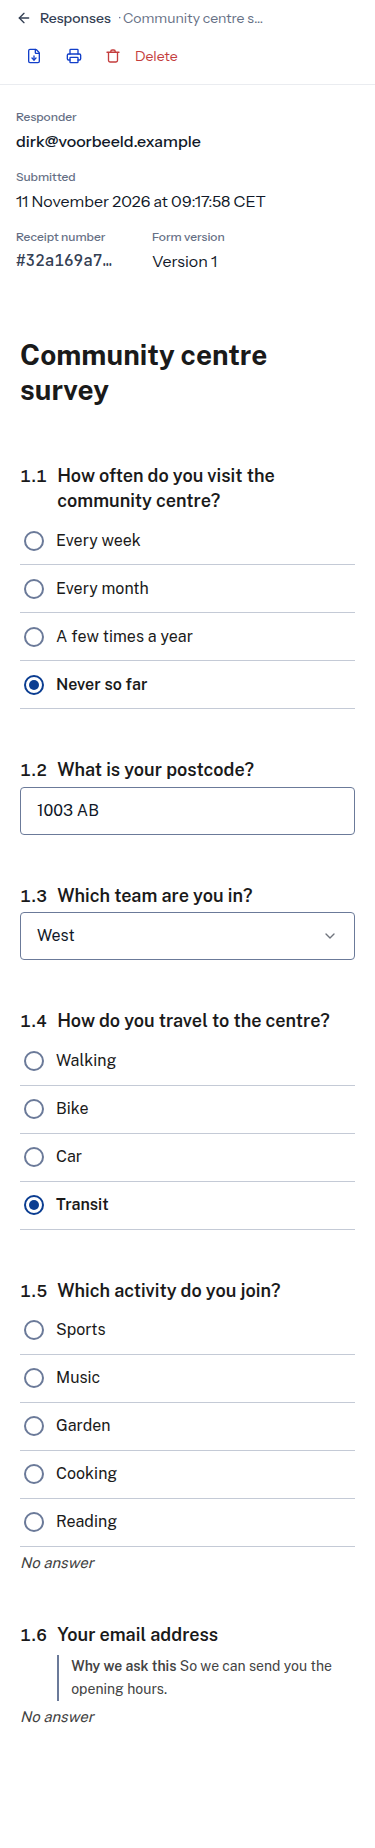 Responses · Community centre s...
Delete
Responder
dirk@voorbeeld.example
Submitted
11 November 2026 at 09:17:58 CET
Receipt number
#32a169a7…
Form version
Version 1
Community centre
survey
1.1 How often do you visit the
community centre?
Every week
Every month
A few times a year
Never so far
1.2 What is your postcode?
1003 AB
1.3 Which team are you in?
West
1.4 How do you travel to the centre?
Walking
Bike
Car
Transit
1.5 Which activity do you join?
Sports
Music
Garden
Cooking
Reading
No answer
1.6 Your email address
Why we ask this So we can send you the
opening hours.
No answer